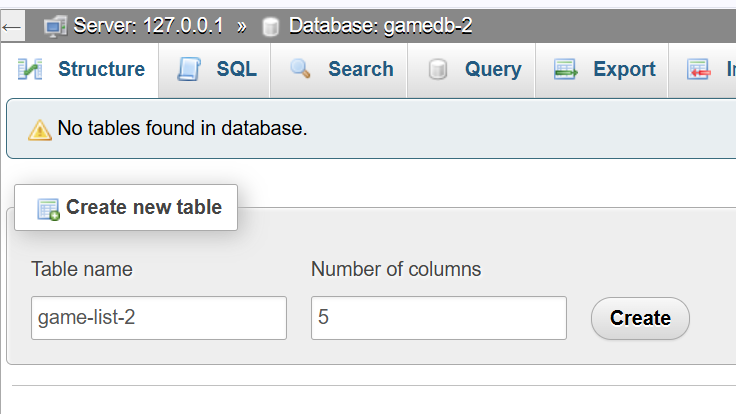 Server: 127.0.0.1 » Database: gamedb-2
Structure SQL Search Query Export
No tables found in database.
Create new table
Table name Number of columns
game-list-2 5 Create